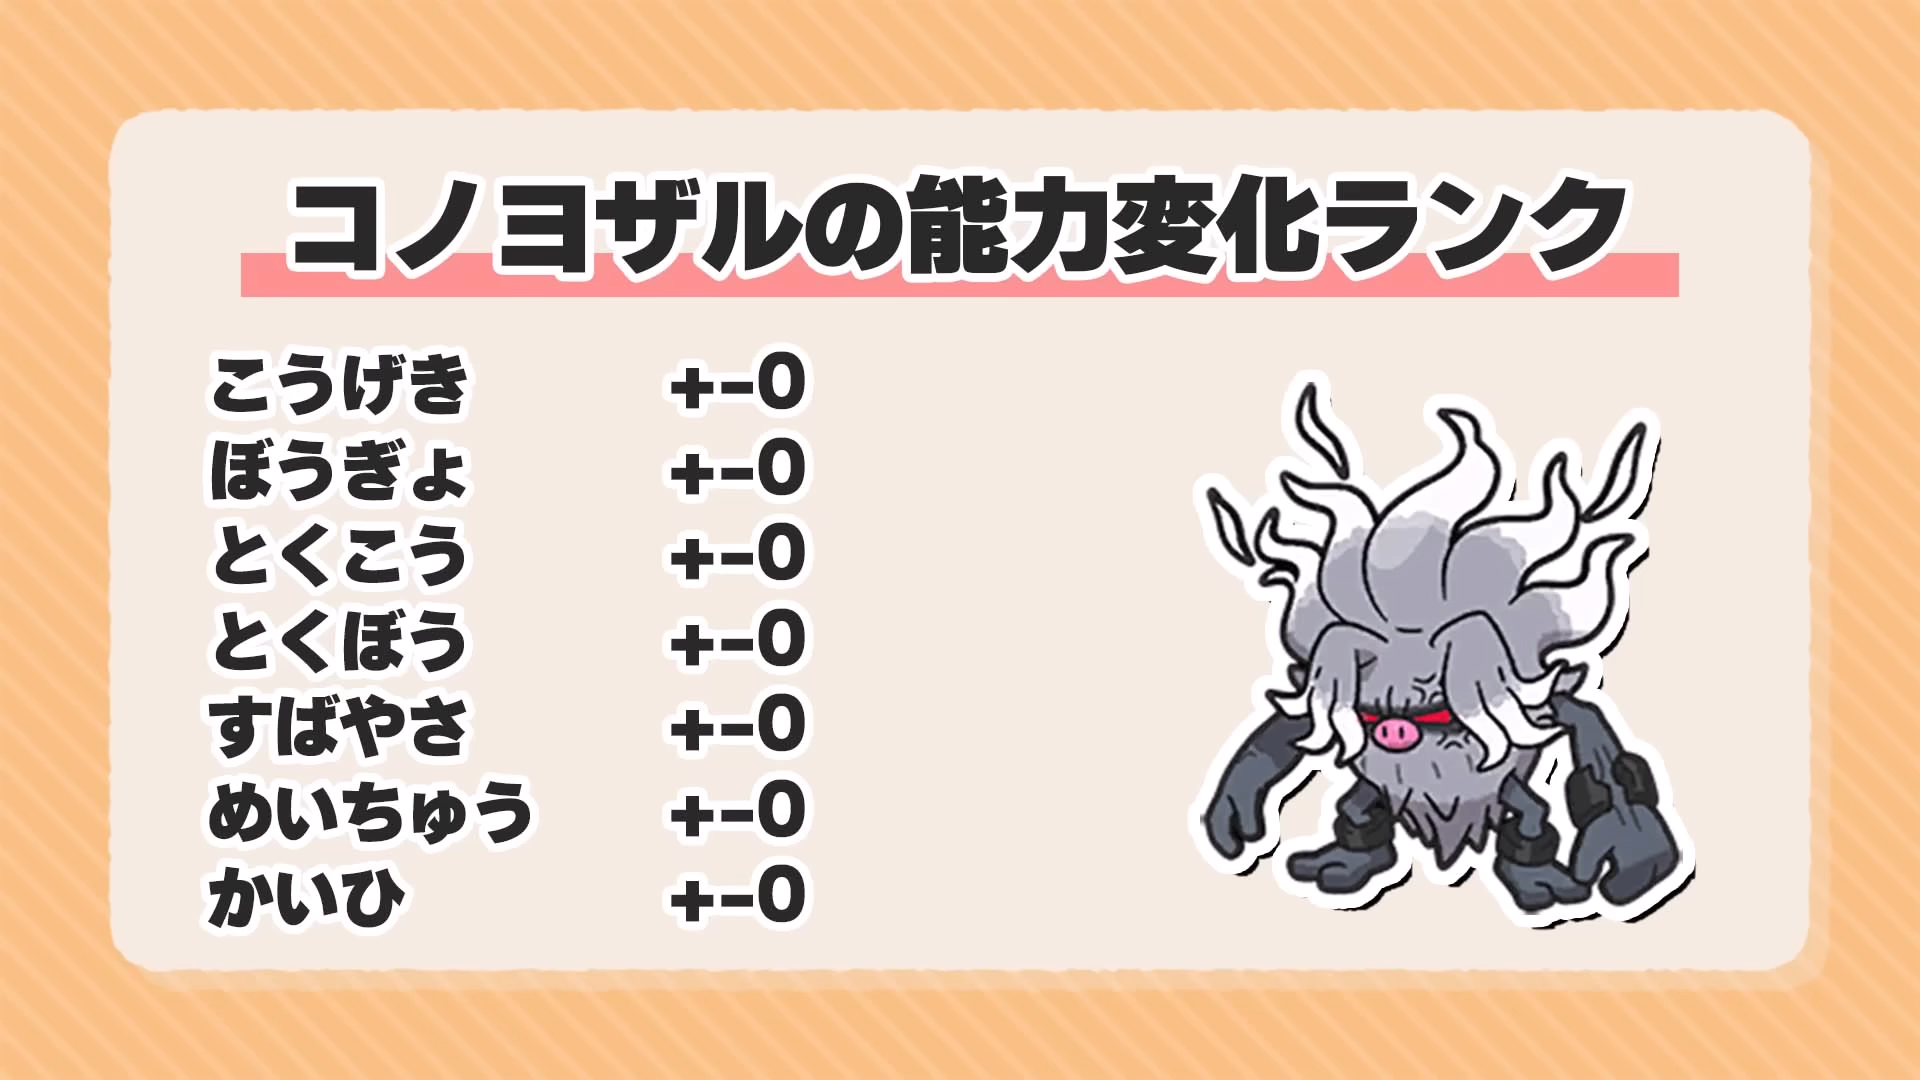 コノヨザルの能力変化ランク
こうげき +-0
ぼうぎょ +-0
とくこう +-0
とくぼう +-0
すばやさ +-0
めいちゅう +-0
かいひ +-0